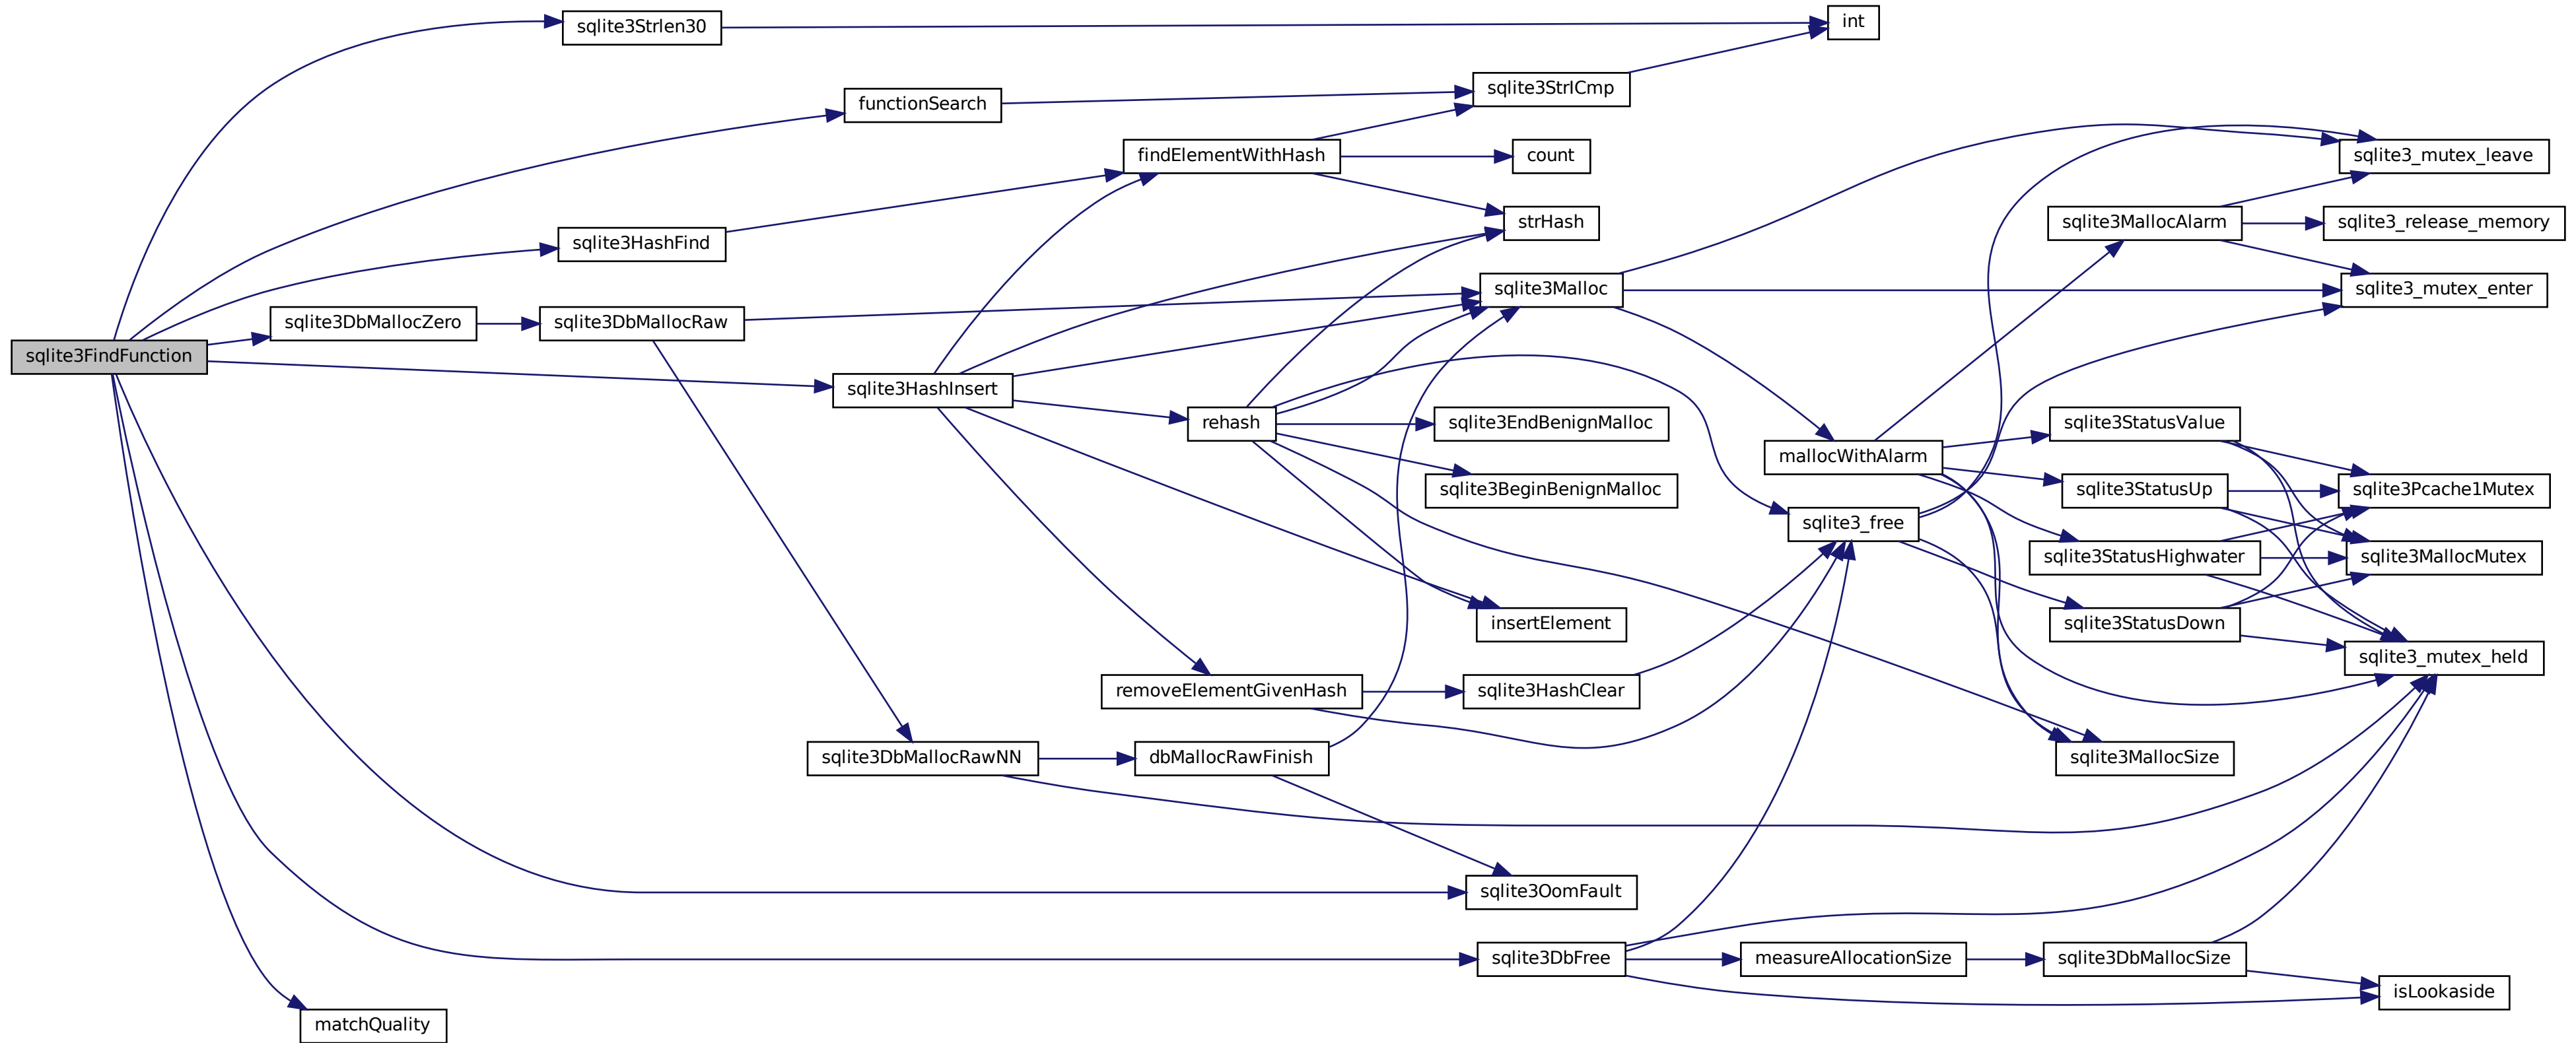 sqlite3Strlen30
int
sqlite3StrICmp
functionSearch
findElementWithHash
count
sqlite3_mutex_leave
strHash
sqlite3MallocAlarm
sqlite3_release_memory
sqlite3HashFind
sqlite3Malloc
sqlite3_mutex_enter
sqlite3DbMallocZero
sqlite3DbMallocRaw
sqlite3FindFunction
sqlite3HashInsert
rehash
sqlite3EndBenignMalloc
sqlite3StatusValue
mallocWithAlarm
sqlite3BeginBenignMalloc
sqlite3StatusUp
sqlite3Pcache1Mutex
sqlite3_free
sqlite3StatusHighwater
sqlite3MallocMutex
insertElement
sqlite3StatusDown
sqlite3_mutex_held
removeElementGivenHash
sqlite3HashClear
sqlite3DbMallocRawNN
dbMallocRawFinish
sqlite3MallocSize
sqlite3OomFault
sqlite3DbFree
measureAllocationSize
sqlite3DbMallocSize
isLookaside
matchQuality